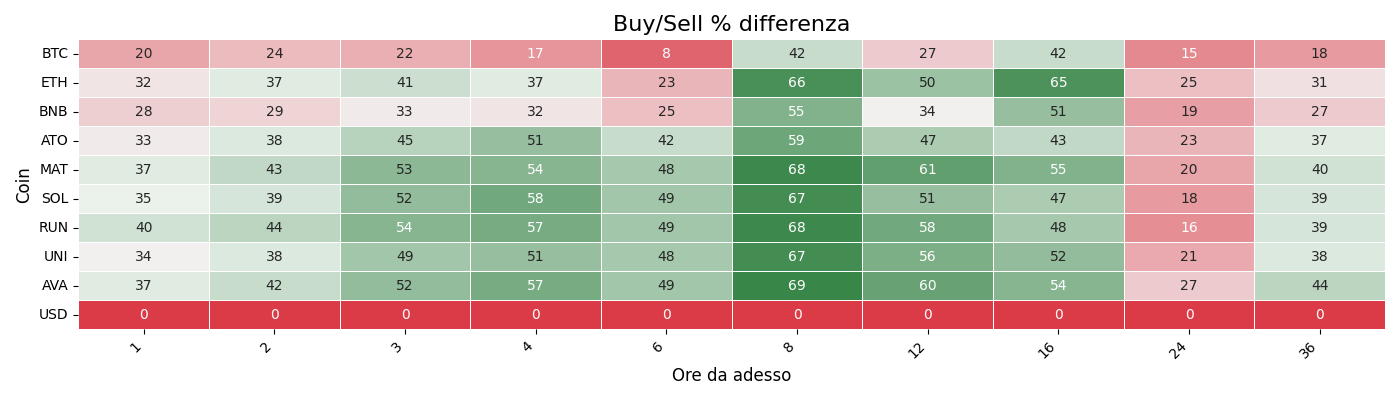 Buy/Sell % differenza
Coin
BTC 20 24 22 17 8 42 27 42 15 18
ETH 32 37 41 37 23 66 50 65 25 31
BNB 28 29 33 32 25 55 34 51 19 27
ATO 33 38 45 51 42 59 47 43 23 37
MAT 37 43 53 54 48 68 61 55 20 40
SOL 35 39 52 58 49 67 51 47 18 39
RUN 40 44 54 57 49 68 58 48 16 39
UNI 34 38 49 51 48 67 56 52 21 38
AVA 37 42 52 57 49 69 60 54 27 44
USD 0 0 0 0 0 0 0 0 0 0
1 2 3 4 6 8 12 16 24 36
Ore da adesso